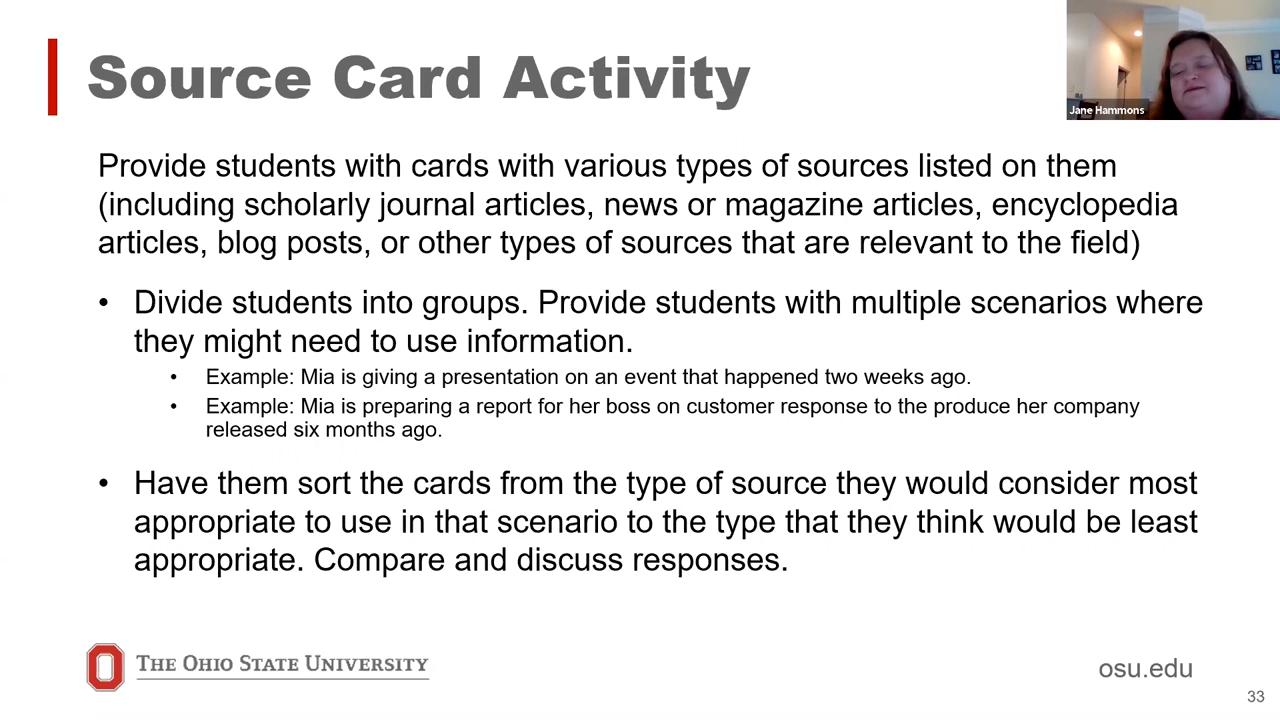 Source Card Activity
Jane Hammons
Provide students with cards with various types of sources listed on them
(including scholarly journal articles, news or magazine articles, encyclopedia
articles, blog posts, or other types of sources that are relevant to the field)
• Divide students into groups. Provide students with multiple scenarios where
they might need to use information.
• Example: Mia is giving a presentation on an event that happened two weeks ago.
• Example: Mia is preparing a report for her boss on customer response to the produce her company
released six months ago.
• Have them sort the cards from the type of source they would consider most
appropriate to use in that scenario to the type that they think would be least
appropriate. Compare and discuss responses.
THE OHIO STATE UNIVERSITY
osu.edu
33